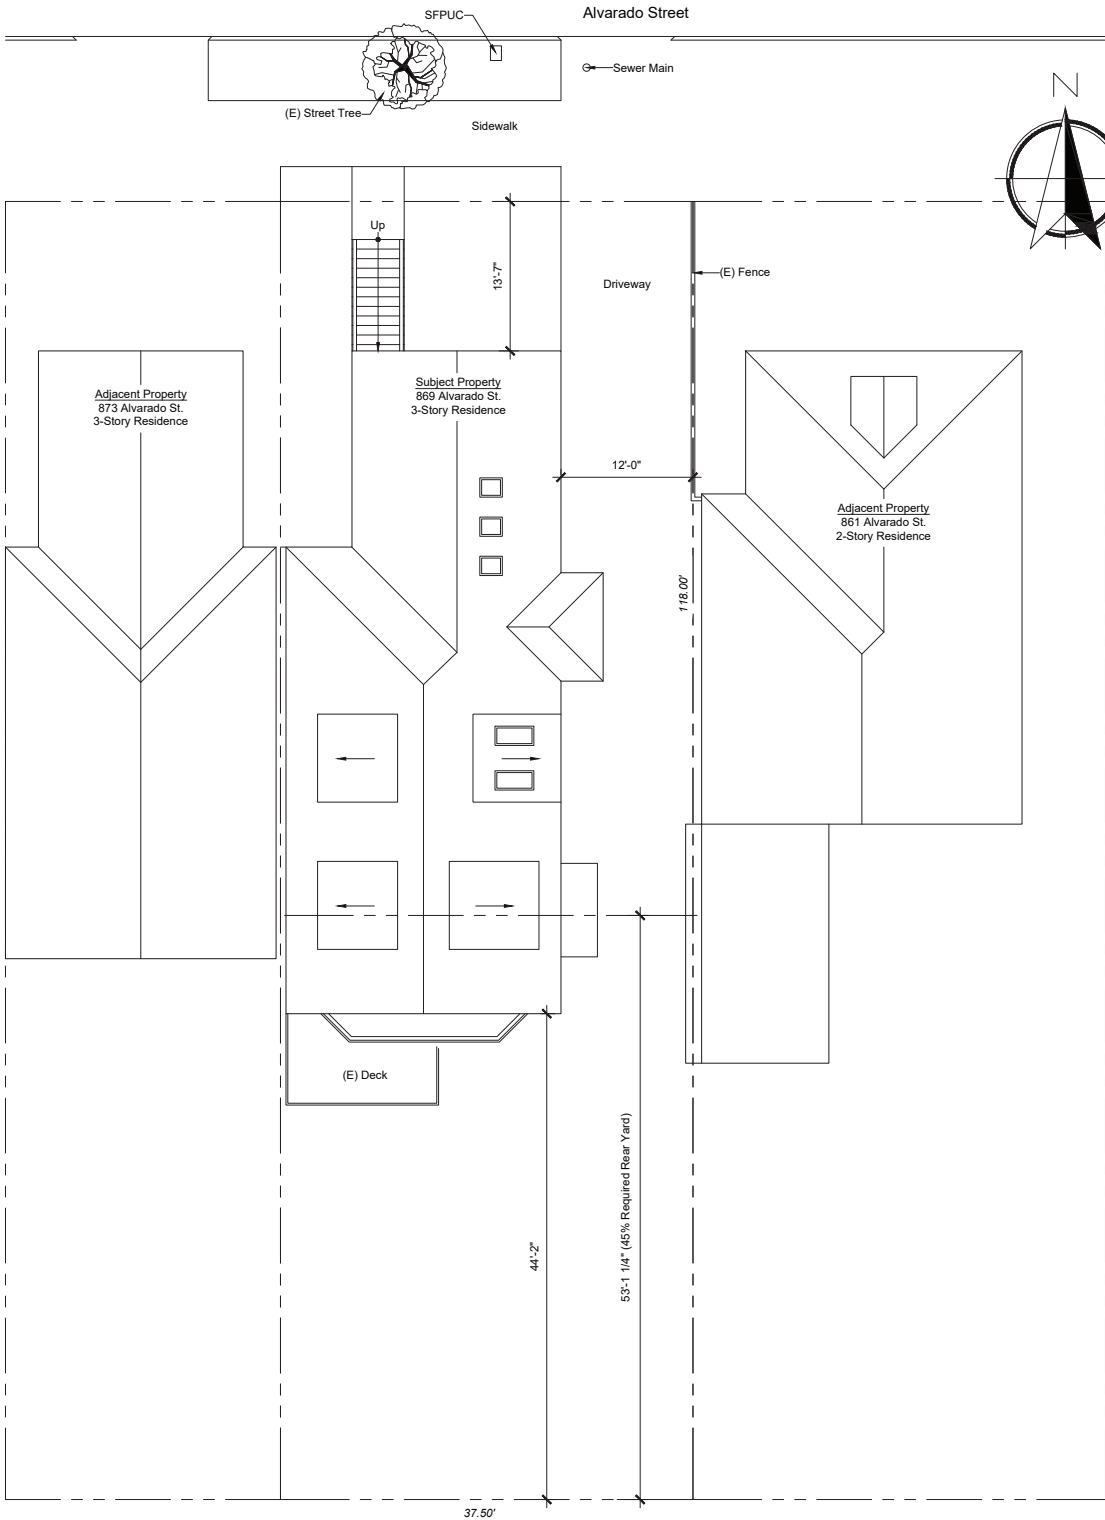 Alvarado Street
SFPUC
Sewer Main
(E) Street Tree
Sidewalk
N
Up
13'-7"
Driveway
(E) Fence
Adjacent Property
873 Alvarado St.
3-Story Residence
Subject Property
869 Alvarado St.
3-Story Residence
12'-0"
Adjacent Property
861 Alvarado St.
2-Story Residence
118.00'
(E) Deck
53'-1 1/4" (45% Required Rear Yard)
44'-2"
37.50'